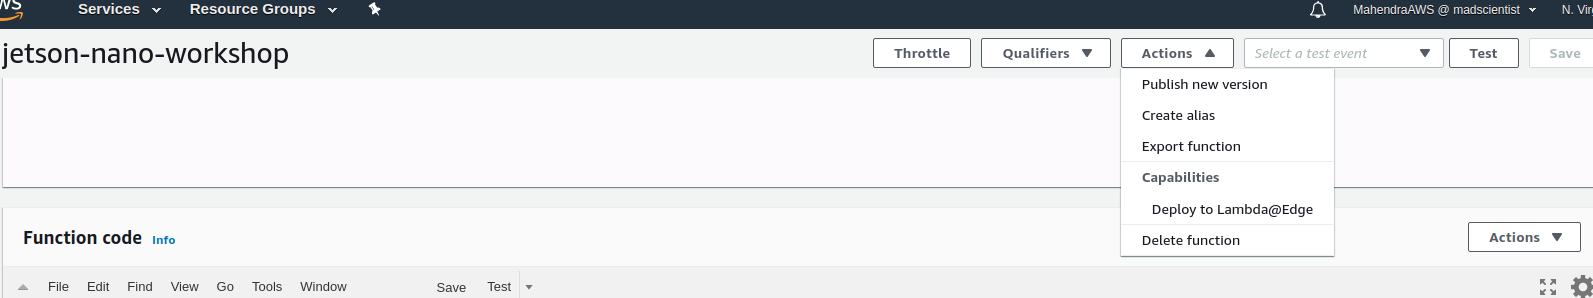 Services Resource Groups MahendraAWS @ madscientist
jetson-nano-workshop Throttle Qualifiers Actions Select a test event Test Save
Publish new version
Create alias
Export function
Capabilities
Deploy to Lambda@Edge
Delete function
Function code Info Actions
File Edit Find View Go Tools Window Save Test